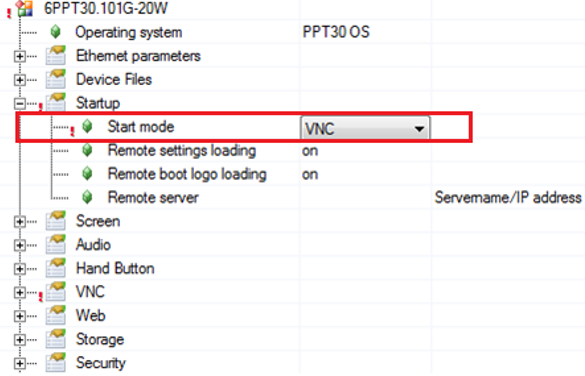 6PPT30.101G-20W
Operating system PPT30 OS
Ethernet parameters
Device Files
Startup
Start mode VNC
Remote settings loading on
Remote boot logo loading on
Remote server Servername/IP address
Screen
Audio
Hand Button
VNC
Web
Storage
Security